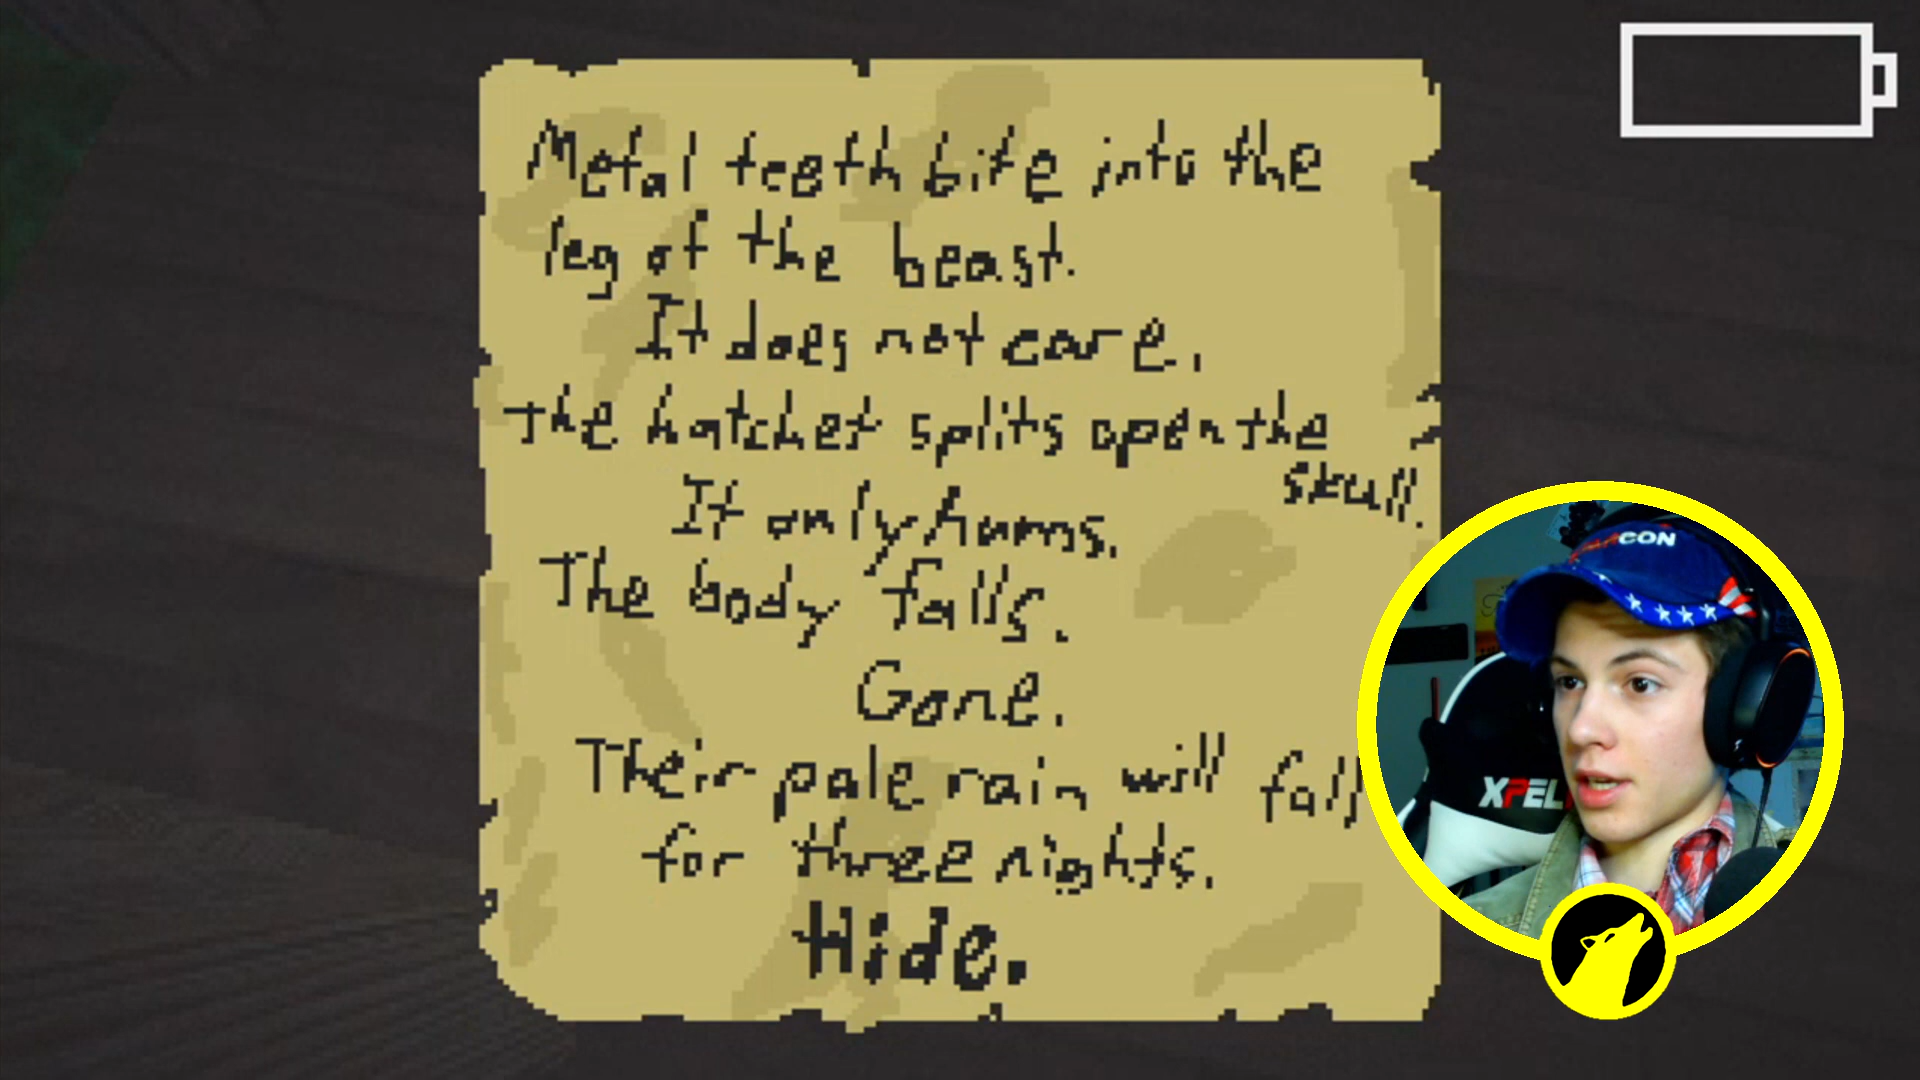 Metal teeth bite into the
leg of the beast.
It does not care.
The hatchet splits open the
skull.
It only hums.
The body falls.
Gone.
Their pale rain will fall
for three nights.
Hide.
CON
XPEL